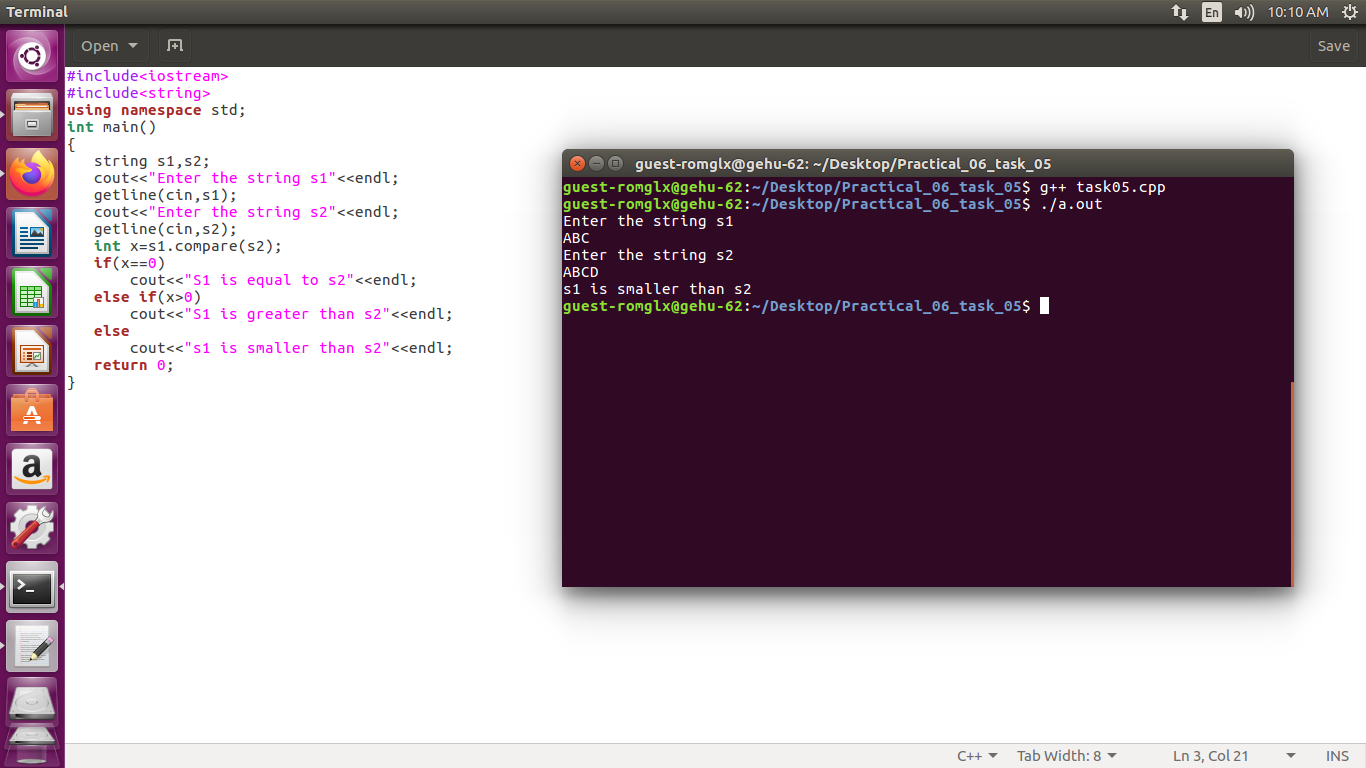 Terminal
En
10:10 AM
Open
Save
#include<iostream>
#include<string>
using namespace std;
int main()
{
   string s1,s2;
   cout<<"Enter the string s1"<<endl;
   getline(cin,s1);
   cout<<"Enter the string s2"<<endl;
   getline(cin,s2);
   int x=s1.compare(s2);
   if(x==0)
       cout<<"S1 is equal to s2"<<endl;
   else if(x>0)
       cout<<"S1 is greater than s2"<<endl;
   else
       cout<<"s1 is smaller than s2"<<endl;
   return 0;
}
guest-romglx@gehu-62: ~/Desktop/Practical_06_task_05
guest-romglx@gehu-62:~/Desktop/Practical_06_task_05$ g++ task05.cpp
guest-romglx@gehu-62:~/Desktop/Practical_06_task_05$ ./a.out
Enter the string s1
ABC
Enter the string s2
ABCD
s1 is smaller than s2
guest-romglx@gehu-62:~/Desktop/Practical_06_task_05$
C++ Tab Width: 8 Ln 3, Col 21 INS